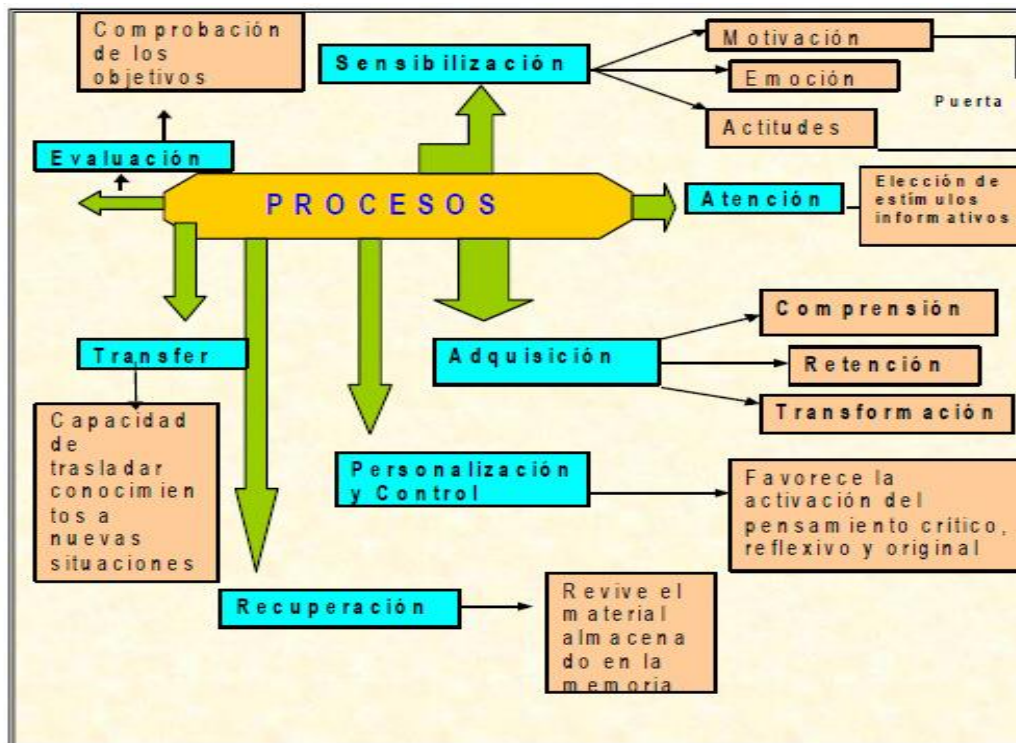 Comprobación
de los
objetivos
Sensibilización
Motivación
Emoción
Actitudes
Puerta
Evaluación
PROCESOS
Atención
Elección de
estímulos
informativos
Transfer
Capacidad
de
trasladar
conocimien
tos a
nuevas
situaciones
Adquisición
Comprensión
Retención
Transformación
Personalización
y Control
Favorece la
activación del
pensamiento crítico,
reflexivo y original
Recuperación
Revive el
material
almacena
do en la
memoria